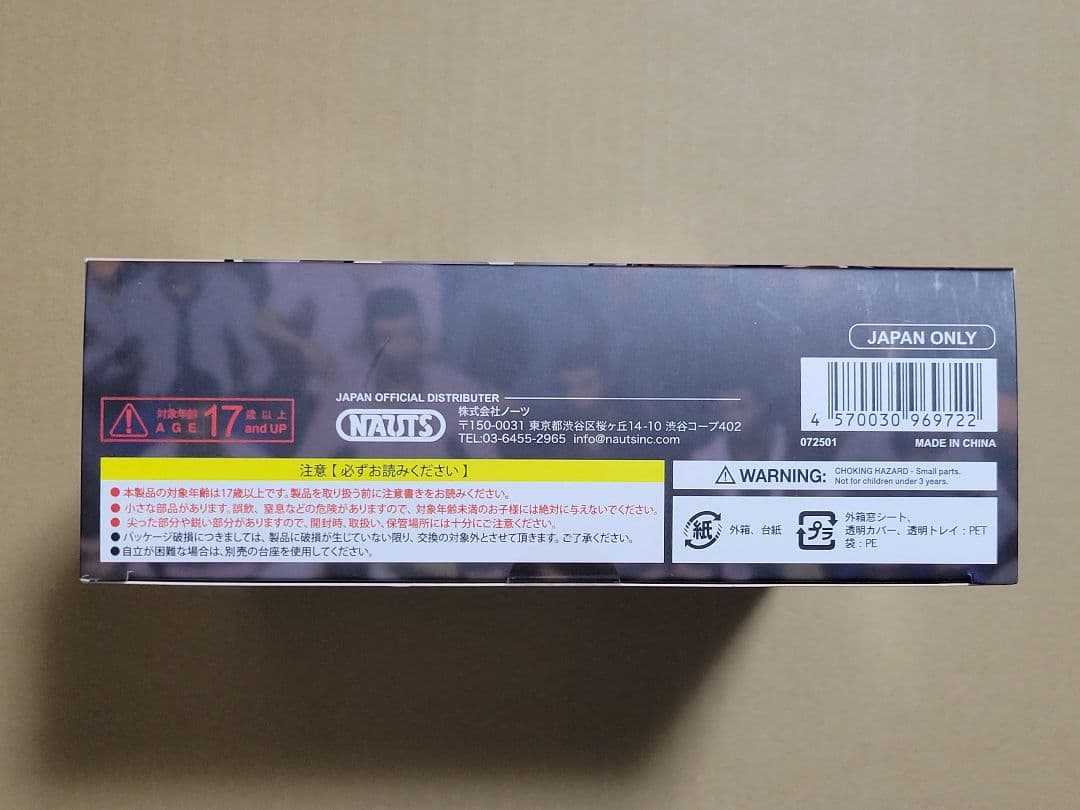 JAPAN ONLY
4 570030 969722
072501
MADE IN CHINA
対象年齢 17 歳以上
AGE 17 and UP
JAPAN OFFICIAL DISTRIBUTER
NAUTS
株式会社ノーツ
〒150-0031 東京都渋谷区桜ヶ丘14-10 渋谷コープ402
TEL:03-6455-2965 info@nautsinc.com
注意【 必ずお読みください 】
●本製品の対象年齢は17歳以上です。製品を取り扱う前に注意書きをお読みください。
●小さな部品があります。誤飲、窒息などの危険がありますので、対象年齢未満のお子様には絶対に与えないでください。
●尖った部分や鋭い部分がありますので、開封時、取扱い、保管場所には十分にご注意ください。
●パッケージ破損につきましては、製品に破損が生じていない限り、交換の対象外とさせて頂きます。ご了承ください。
●自立が困難な場合は、別売の台座を使用してください。
WARNING: CHOKING HAZARD - Small parts.
Not for children under 3 years.
紙 外箱、台紙
プラ 外箱窓シート、
透明カバー、透明トレイ : PET
袋 : PE